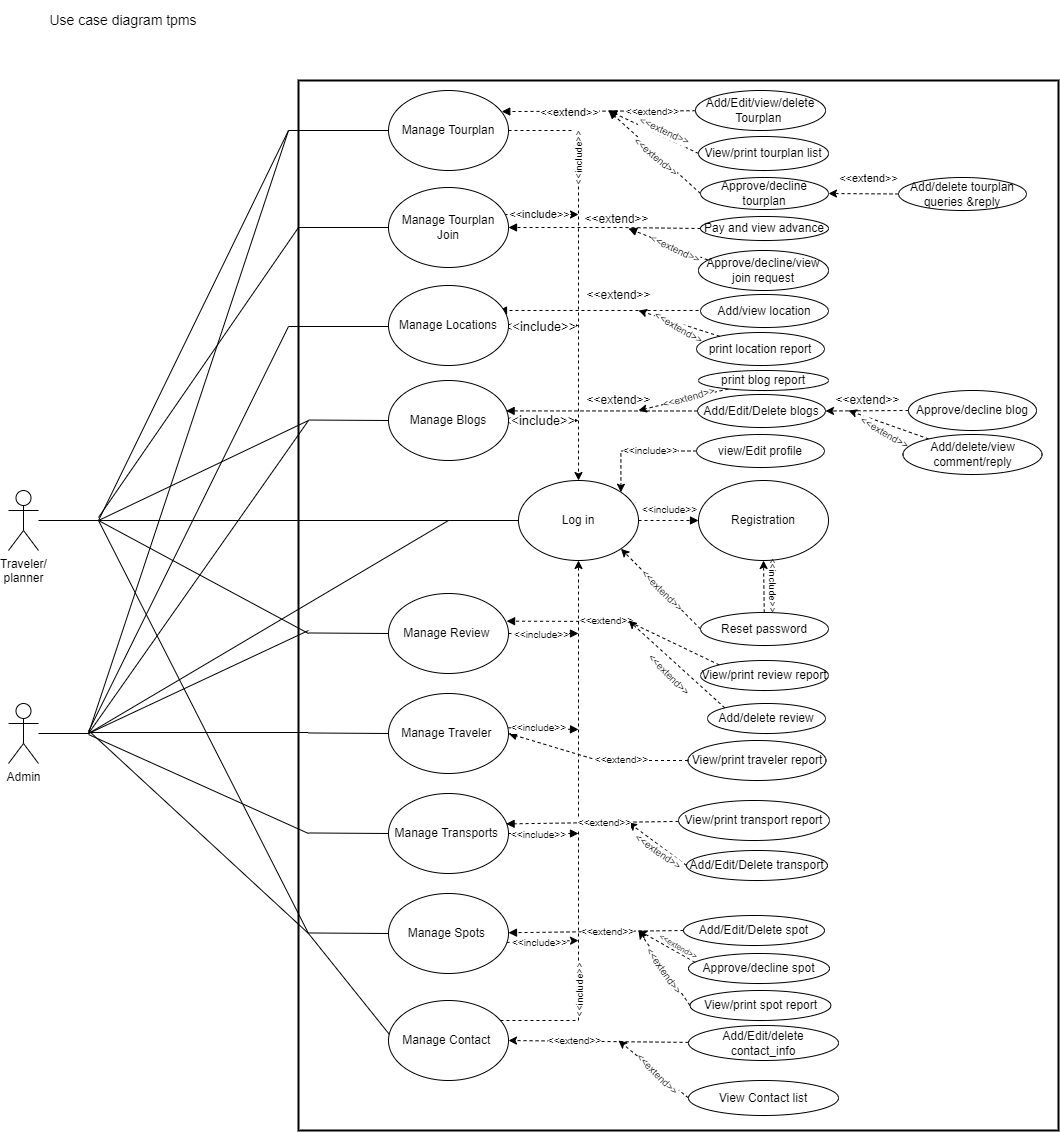 Use case diagram tpms
Manage Tourplan
<<extend>>
<<extend>>
Add/Edit/view/delete
Tourplan
<<extend>>
View/print tourplan list
<<extend>>
<<include>>
Approve/decline
tourplan
<<extend>>
Add/delete tourplan
queries &reply
Manage Tourplan
Join
<<include>>
<<extend>>
Pay and view advance
<<extend>>
Approve/decline/view
join request
Manage Locations
<<extend>>
Add/view location
<<include>>
<<extend>>
print location report
print blog report
Manage Blogs
<<extend>>
<<extend>>
Add/Edit/Delete blogs
<<extend>>
Approve/decline blog
<<include>>
<<extend>>
Add/delete/view
comment/reply
<<include>>
view/Edit profile
Log in
<<include>>
Registration
Traveler/
planner
<<extend>>
<<include>>
Reset password
Manage Review
<<extend>>
<<include>>
<<extend>>
View/print review report
Add/delete review
Manage Traveler
<<include>>
<<extend>>
View/print traveler report
Admin
Manage Transports
<<extend>>
<<include>>
View/print transport report
<<extend>>
Add/Edit/Delete transport
Manage Spots
<<extend>>
<<include>>
Add/Edit/Delete spot
<<extend>>
Approve/decline spot
<<extend>>
View/print spot report
<<include>>
Manage Contact
<<extend>>
Add/Edit/delete
contact_info
<<extend>>
View Contact list